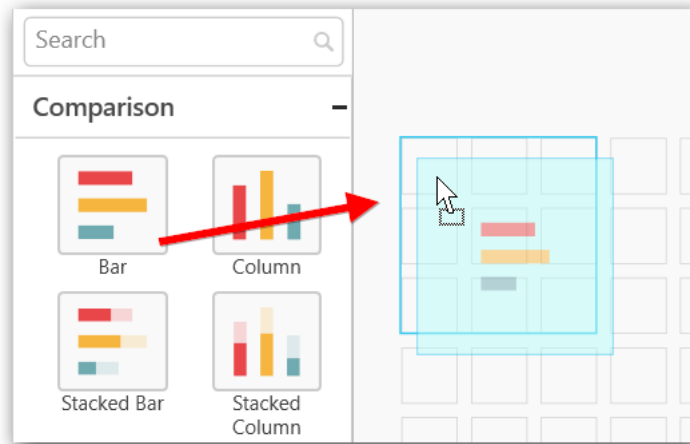 Search
Comparison
Bar
Column
Stacked Bar
Stacked
Column